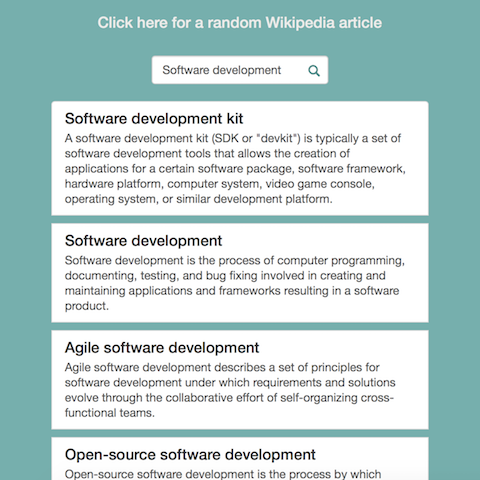 Click here for a random Wikipedia article
Software development
Software development kit
A software development kit (SDK or "devkit") is typically a set of
software development tools that allows the creation of
applications for a certain software package, software framework,
hardware platform, computer system, video game console,
operating system, or similar development platform.
Software development
Software development is the process of computer programming,
documenting, testing, and bug fixing involved in creating and
maintaining applications and frameworks resulting in a software
product.
Agile software development
Agile software development describes a set of principles for
software development under which requirements and solutions
evolve through the collaborative effort of self-organizing cross-
functional teams.
Open-source software development
Open-source software development is the process by which